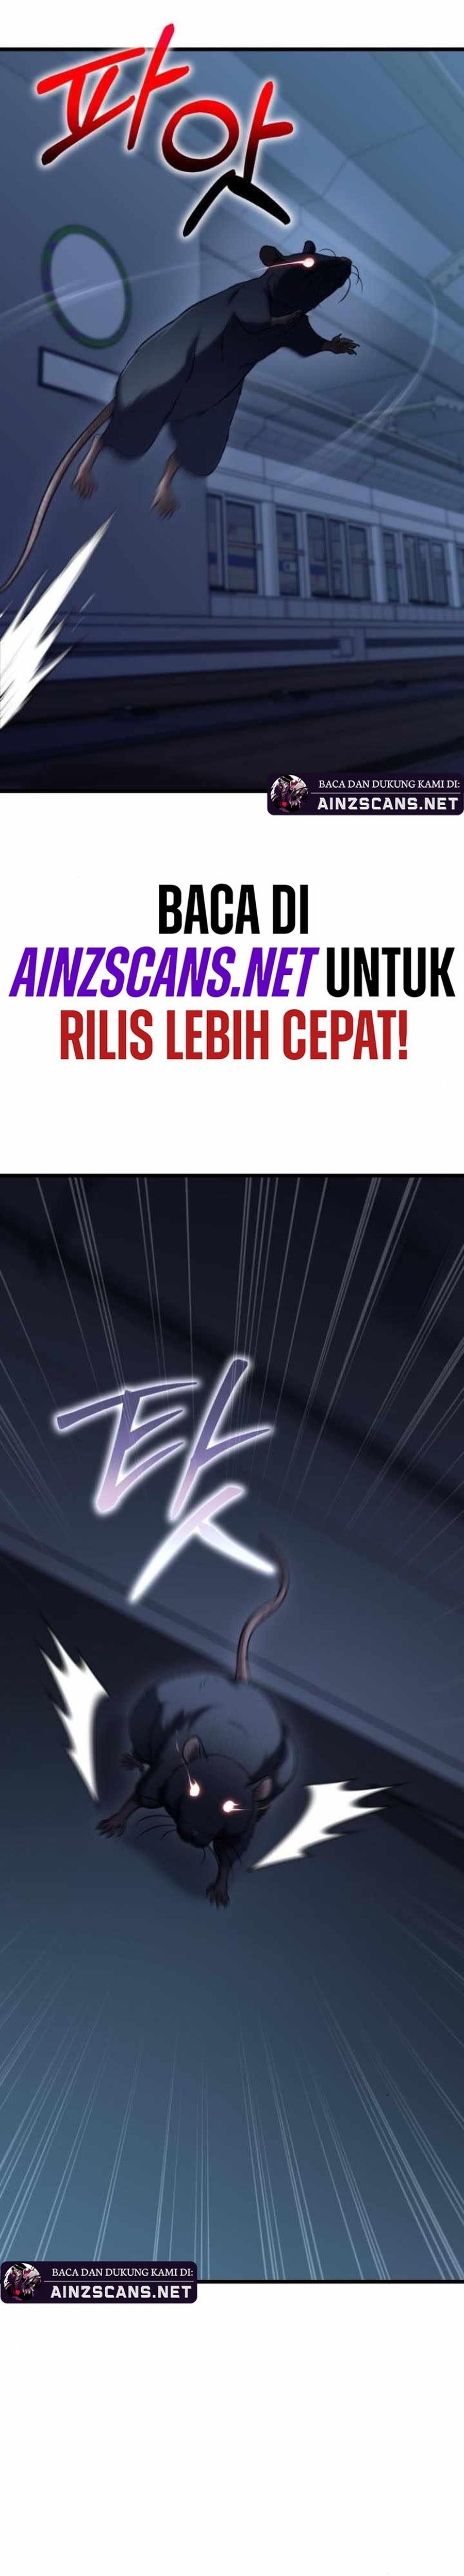 파앗
BACA DAN DUKUNG KAMI DI:
AINZSCANS.NET
BACA DI
AINZSCANS.NET UNTUK
RILIS LEBIH CEPAT!
탓
BACA DAN DUKUNG KAMI DI:
AINZSCANS.NET